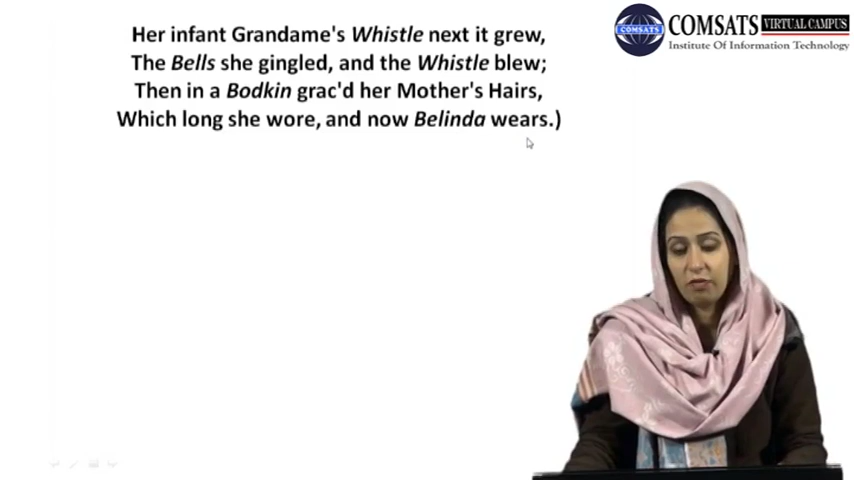 Her infant Grandame's Whistle next it grew,
The Bells she gingled, and the Whistle blew;
Then in a Bodkin grac'd her Mother's Hairs,
Which long she wore, and now Belinda wears.)
COMSATS
COMSATS VIRTUAL CAMPUS
Institute Of Information Technology